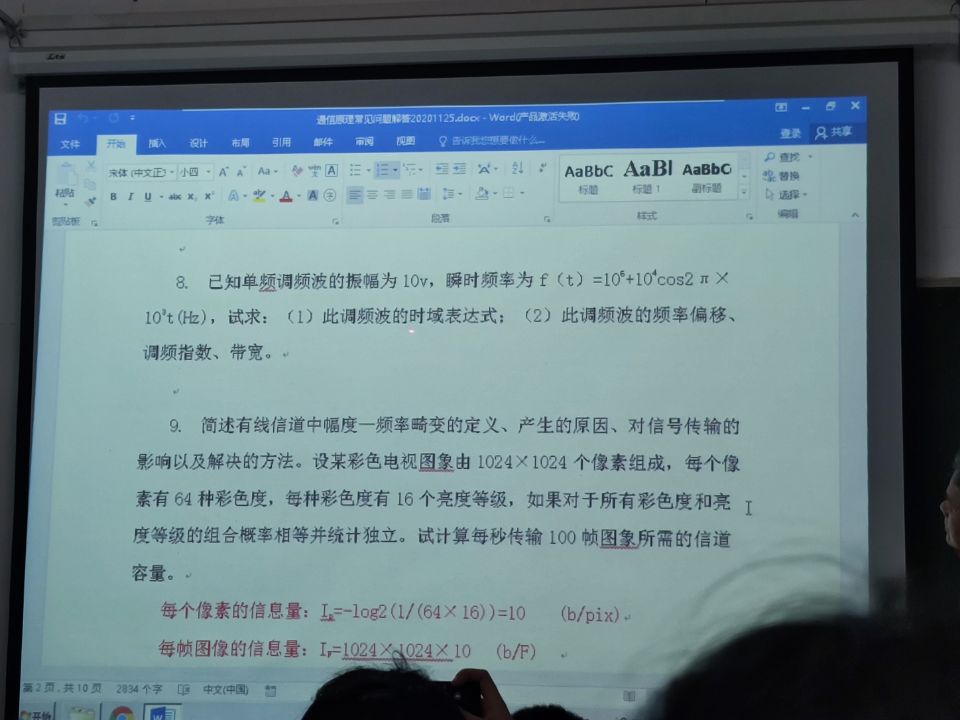 通信原理常见问题解答20201125.docx - Word(产品激活失败)
文件 开始 插入 设计 布局 引用 邮件 审阅 视图 告诉我您想要做什么... 登录 共享
宋体 (中文正 小四 Aa 查找
粘贴 AaBbC AaBl AaBbC 替换
B I U abc X₂ X² A 标题 标题 1 副标题 选择
剪贴板 字体 段落 样式 编辑
8. 已知单频调频波的振幅为 10v，瞬时频率为 f（t）=10⁶+10⁴cos2π×
10³t(Hz)，试求：（1）此调频波的时域表达式；（2）此调频波的频率偏移、
调频指数、带宽。
9. 简述有线信道中幅度—频率畸变的定义、产生的原因、对信号传输的
影响以及解决的方法。设某彩色电视图象由 1024×1024 个像素组成，每个像
素有 64 种彩色度，每种彩色度有 16 个亮度等级，如果对于所有彩色度和亮
度等级的组合概率相等并统计独立。试计算每秒传输 100 帧图象所需的信道
容量。
每个像素的信息量：=-log2(1/(64×16))=10 (b/pix)
每帧图像的信息量：=1024×1024×10 (b/F)
第 2 页，共 10 页 2834 个字 中文(中国)
开始